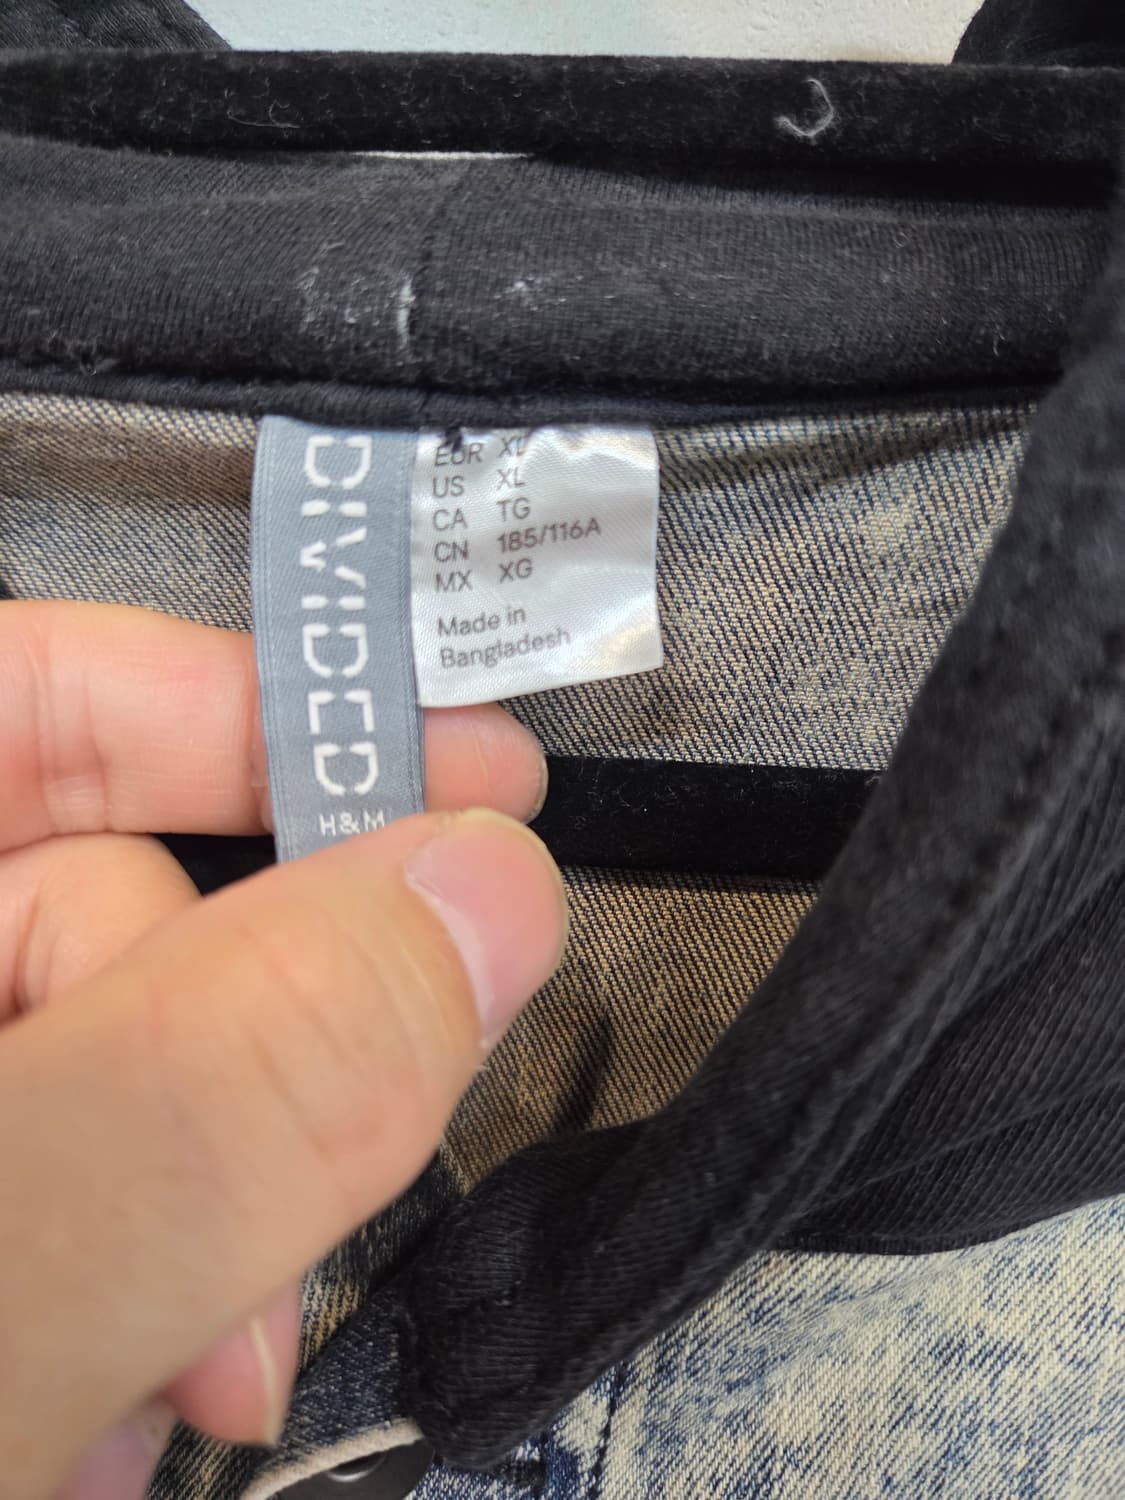 DIVIDED
H&M
EUR XL
US XL
CA TG
CN 185/116A
MX XG
Made in
Bangladesh